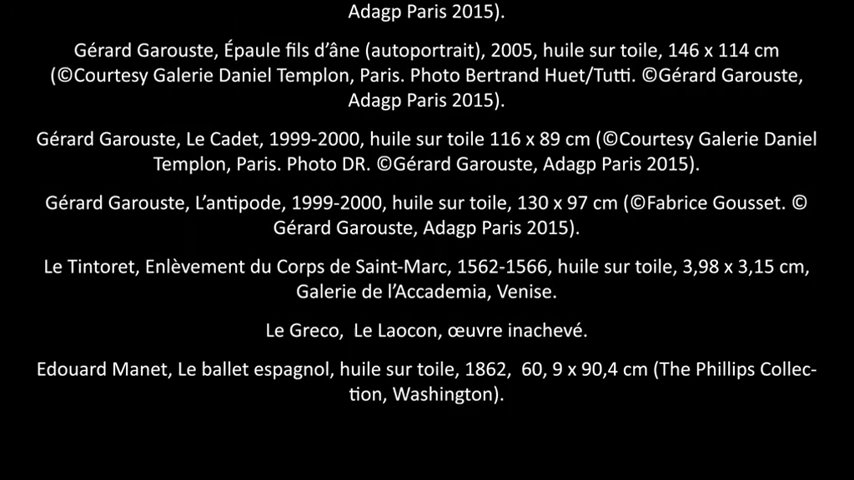 Adagp Paris 2015).
Gérard Garouste, Épaule fils d’âne (autoportrait), 2005, huile sur toile, 146 x 114 cm
(©Courtesy Galerie Daniel Templon, Paris. Photo Bertrand Huet/Tutti. ©Gérard Garouste,
Adagp Paris 2015).
Gérard Garouste, Le Cadet, 1999-2000, huile sur toile 116 x 89 cm (©Courtesy Galerie Daniel
Templon, Paris. Photo DR. ©Gérard Garouste, Adagp Paris 2015).
Gérard Garouste, L’antipode, 1999-2000, huile sur toile, 130 x 97 cm (©Fabrice Gousset. ©
Gérard Garouste, Adagp Paris 2015).
Le Tintoret, Enlèvement du Corps de Saint-Marc, 1562-1566, huile sur toile, 3,98 x 3,15 cm,
Galerie de l’Accademia, Venise.
Le Greco,  Le Laocon, œuvre inachevé.
Edouard Manet, Le ballet espagnol, huile sur toile, 1862,  60, 9 x 90,4 cm (The Phillips Collec-
tion, Washington).